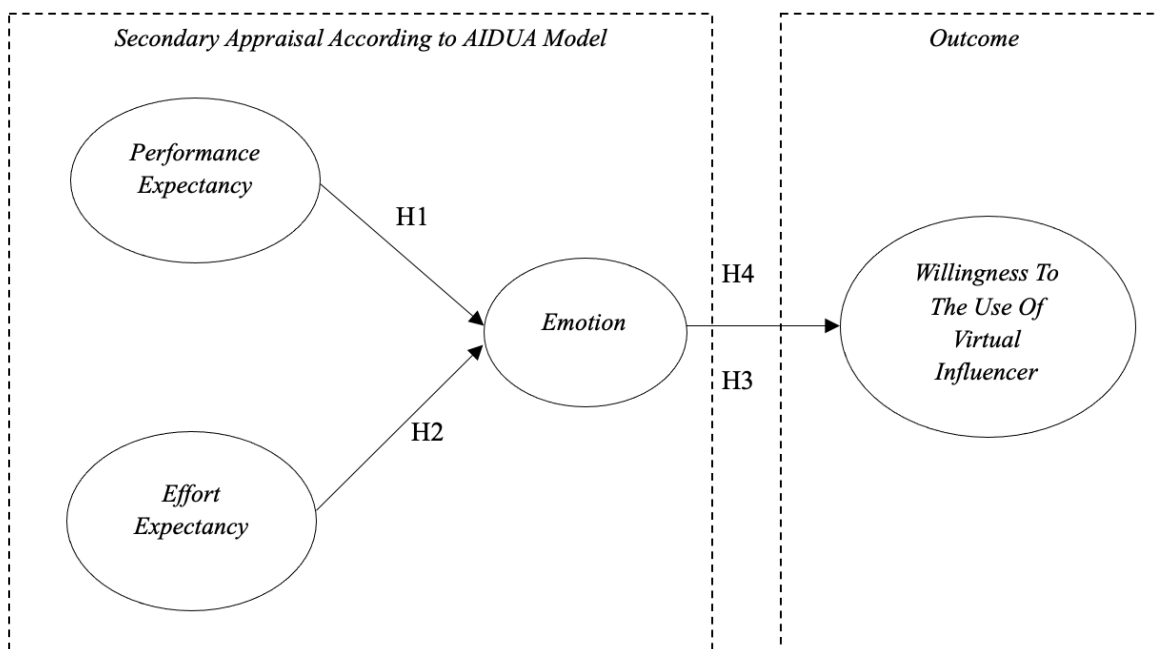 Secondary Appraisal According to AIDUA Model
Outcome
Performance
Expectancy
H1
H4
Emotion
Willingness To
The Use Of
Virtual
Influencer
H3
H2
Effort
Expectancy